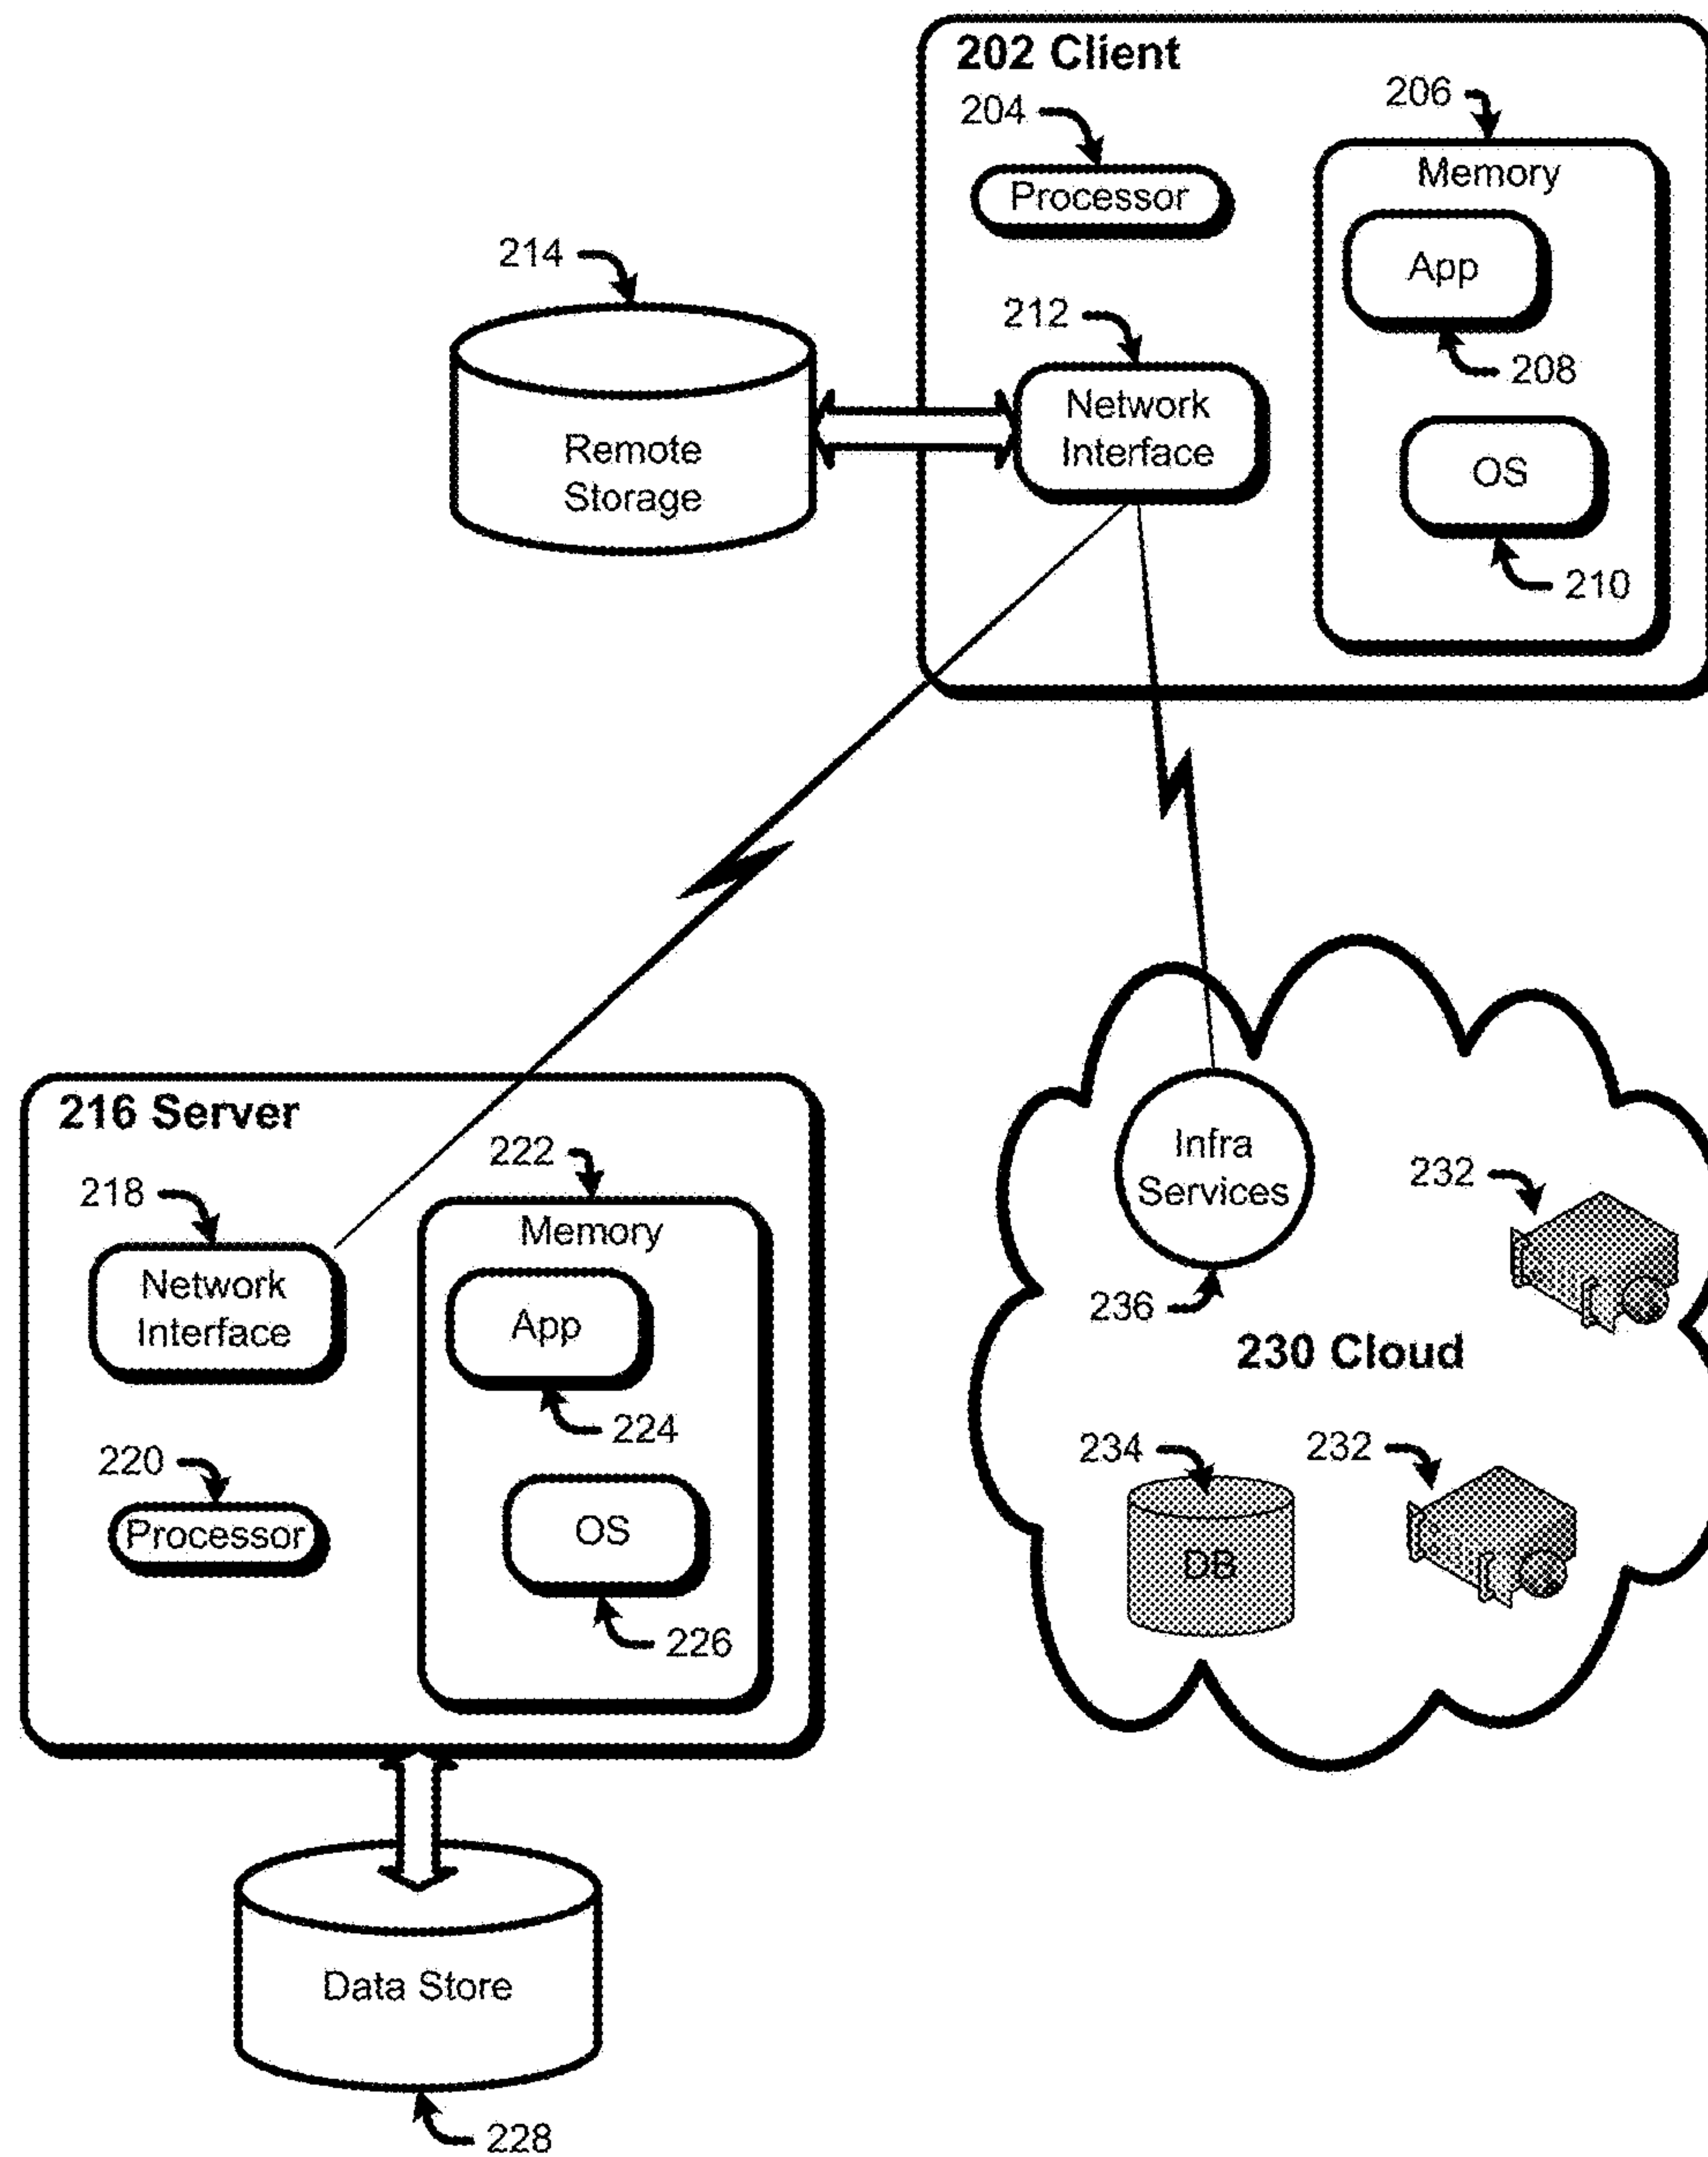 202 Client
204
206
Processor
Memory
App
208
214
212
Network
Interface
Remote
Storage
OS
210
216 Server
218
222
Network
Interface
Memory
App
224
220
Processor
OS
226
Infra
Services
232
236
230 Cloud
234
232
DB
Data Store
228